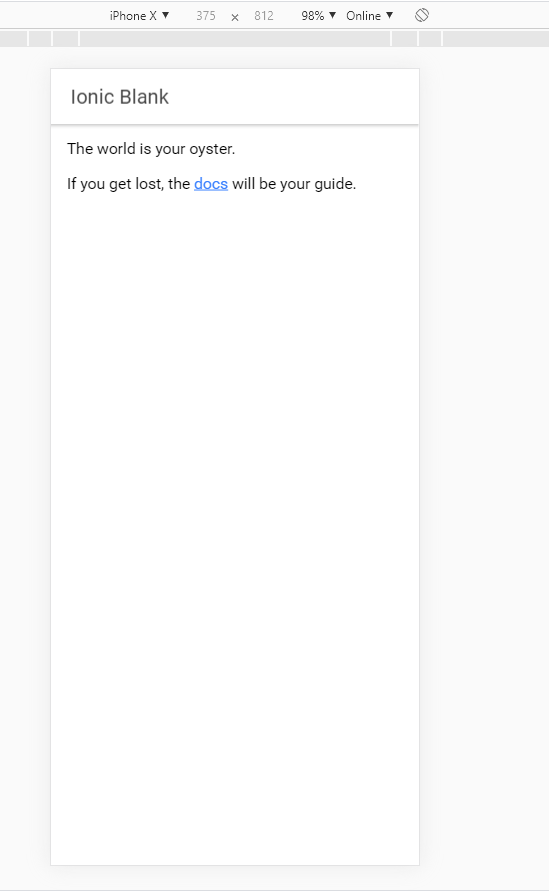 iPhone X ▼ 375 × 812 98% ▼ Online ▼
Ionic Blank
The world is your oyster.
If you get lost, the docs will be your guide.